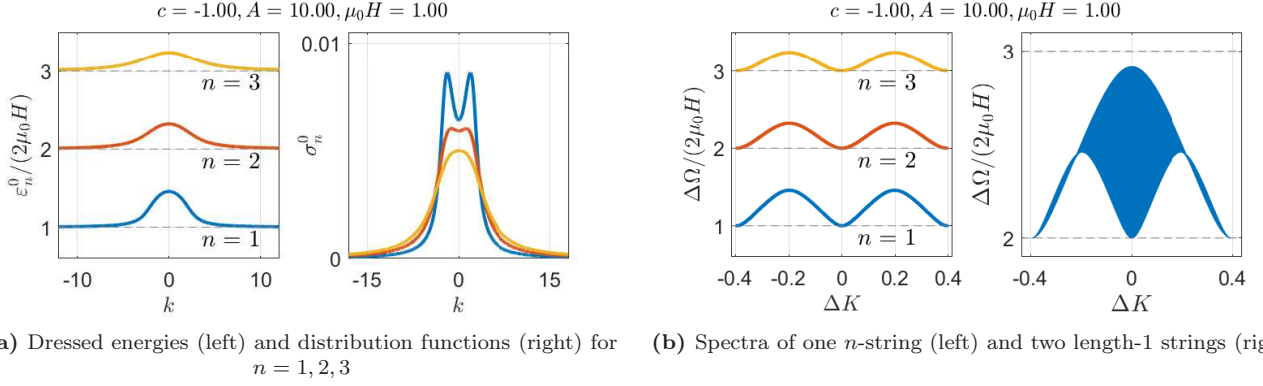 c = -1.00, A = 10.00, μ₀H = 1.00
ε⁰ₙ/(2μ₀H)
3
2
1
n = 3
n = 2
n = 1
-10 0 10
k
σ⁰ₙ
0.01
0
-15 0 15
k
a) Dressed energies (left) and distribution functions (right) for
n = 1, 2, 3
c = -1.00, A = 10.00, μ₀H = 1.00
ΔΩ/(2μ₀H)
3
2
1
n = 3
n = 2
n = 1
-0.4 -0.2 0 0.2 0.4
ΔK
ΔΩ/(2μ₀H)
3
2
-0.4 0 0.4
ΔK
(b) Spectra of one n-string (left) and two length-1 strings (rig